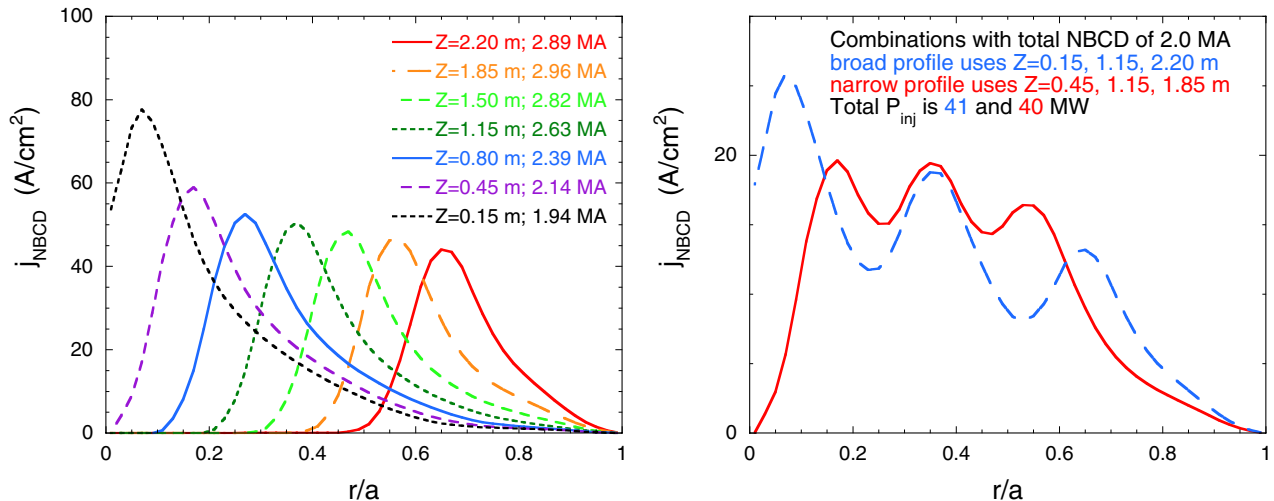 100
80
60
40
20
0
j_NBCD (A/cm²)
Z=2.20 m; 2.89 MA
Z=1.85 m; 2.96 MA
Z=1.50 m; 2.82 MA
Z=1.15 m; 2.63 MA
Z=0.80 m; 2.39 MA
Z=0.45 m; 2.14 MA
Z=0.15 m; 1.94 MA
0 0.2 0.4 0.6 0.8 1
r/a
20
0
j_NBCD (A/cm²)
Combinations with total NBCD of 2.0 MA
broad profile uses Z=0.15, 1.15, 2.20 m
narrow profile uses Z=0.45, 1.15, 1.85 m
Total P_inj is 41 and 40 MW
0 0.2 0.4 0.6 0.8 1
r/a